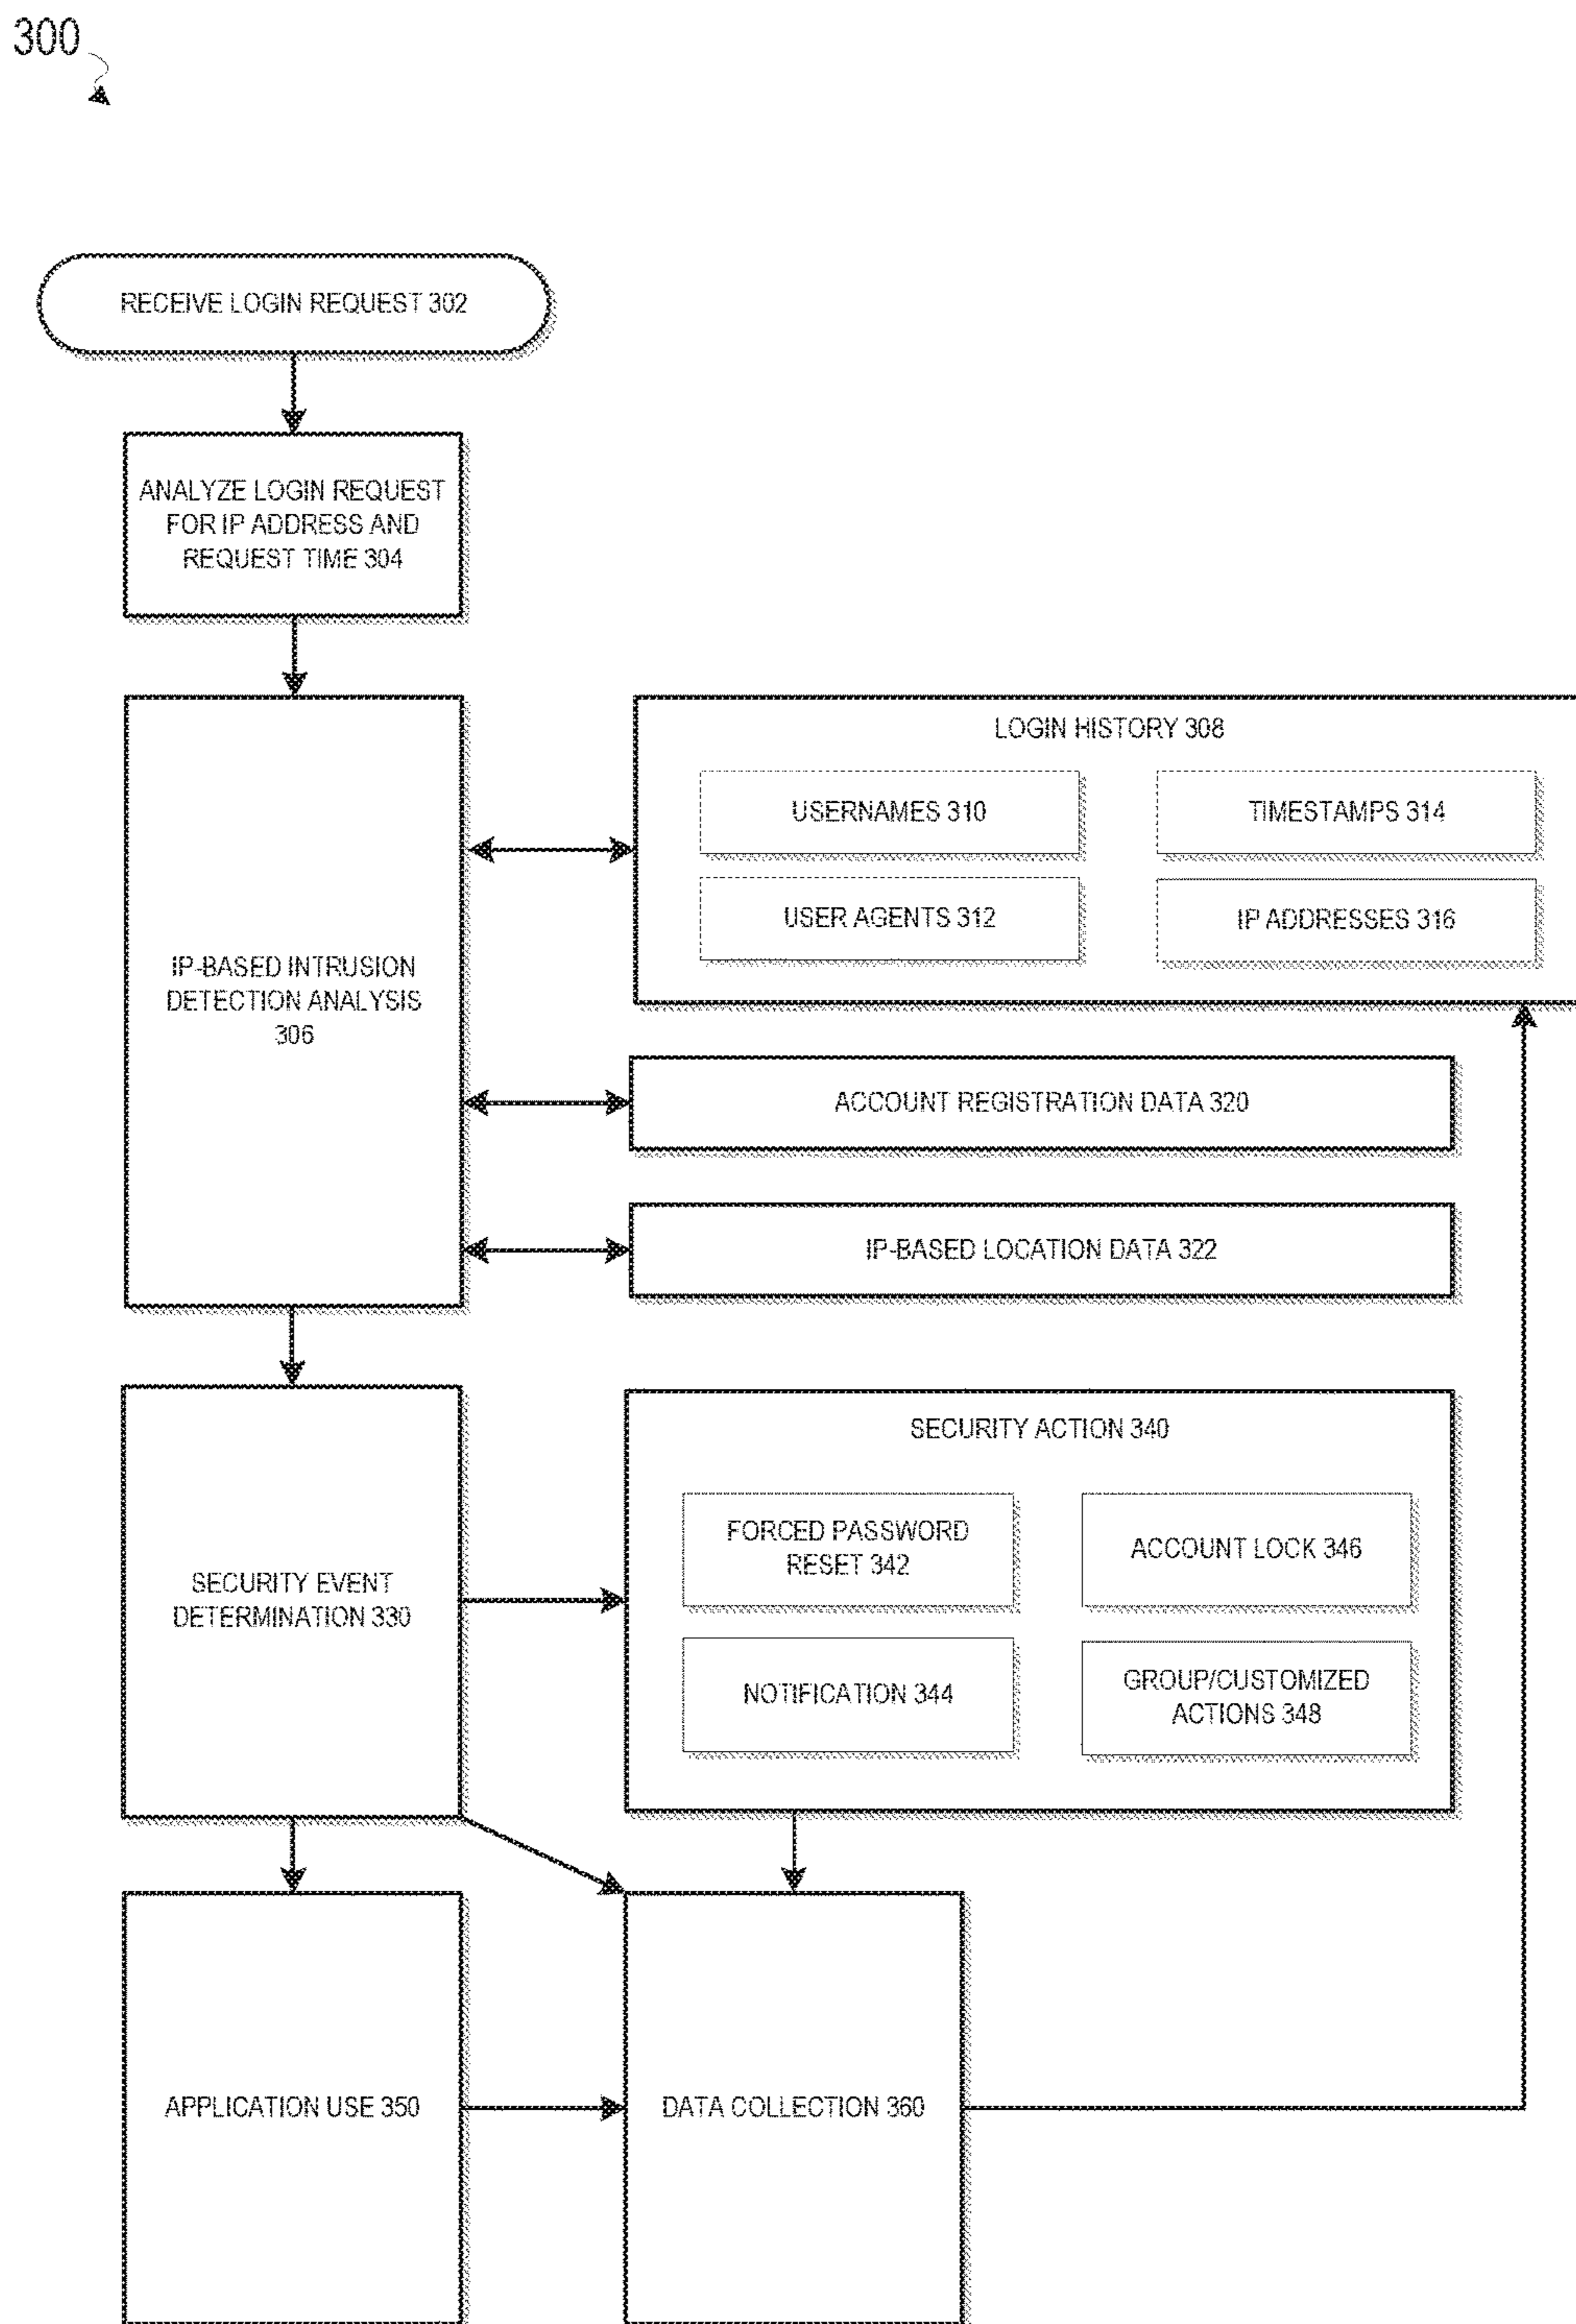 300
RECEIVE LOGIN REQUEST 302
ANALYZE LOGIN REQUEST
FOR IP ADDRESS AND
REQUEST TIME 304
IP-BASED INTRUSION
DETECTION ANALYSIS
306
LOGIN HISTORY 308
USERNAMES 310
TIMESTAMPS 314
USER AGENTS 312
IP ADDRESSES 316
ACCOUNT REGISTRATION DATA 320
IP-BASED LOCATION DATA 322
SECURITY EVENT
DETERMINATION 330
SECURITY ACTION 340
FORCED PASSWORD
RESET 342
ACCOUNT LOCK 346
NOTIFICATION 344
GROUP/CUSTOMIZED
ACTIONS 348
APPLICATION USE 350
DATA COLLECTION 360